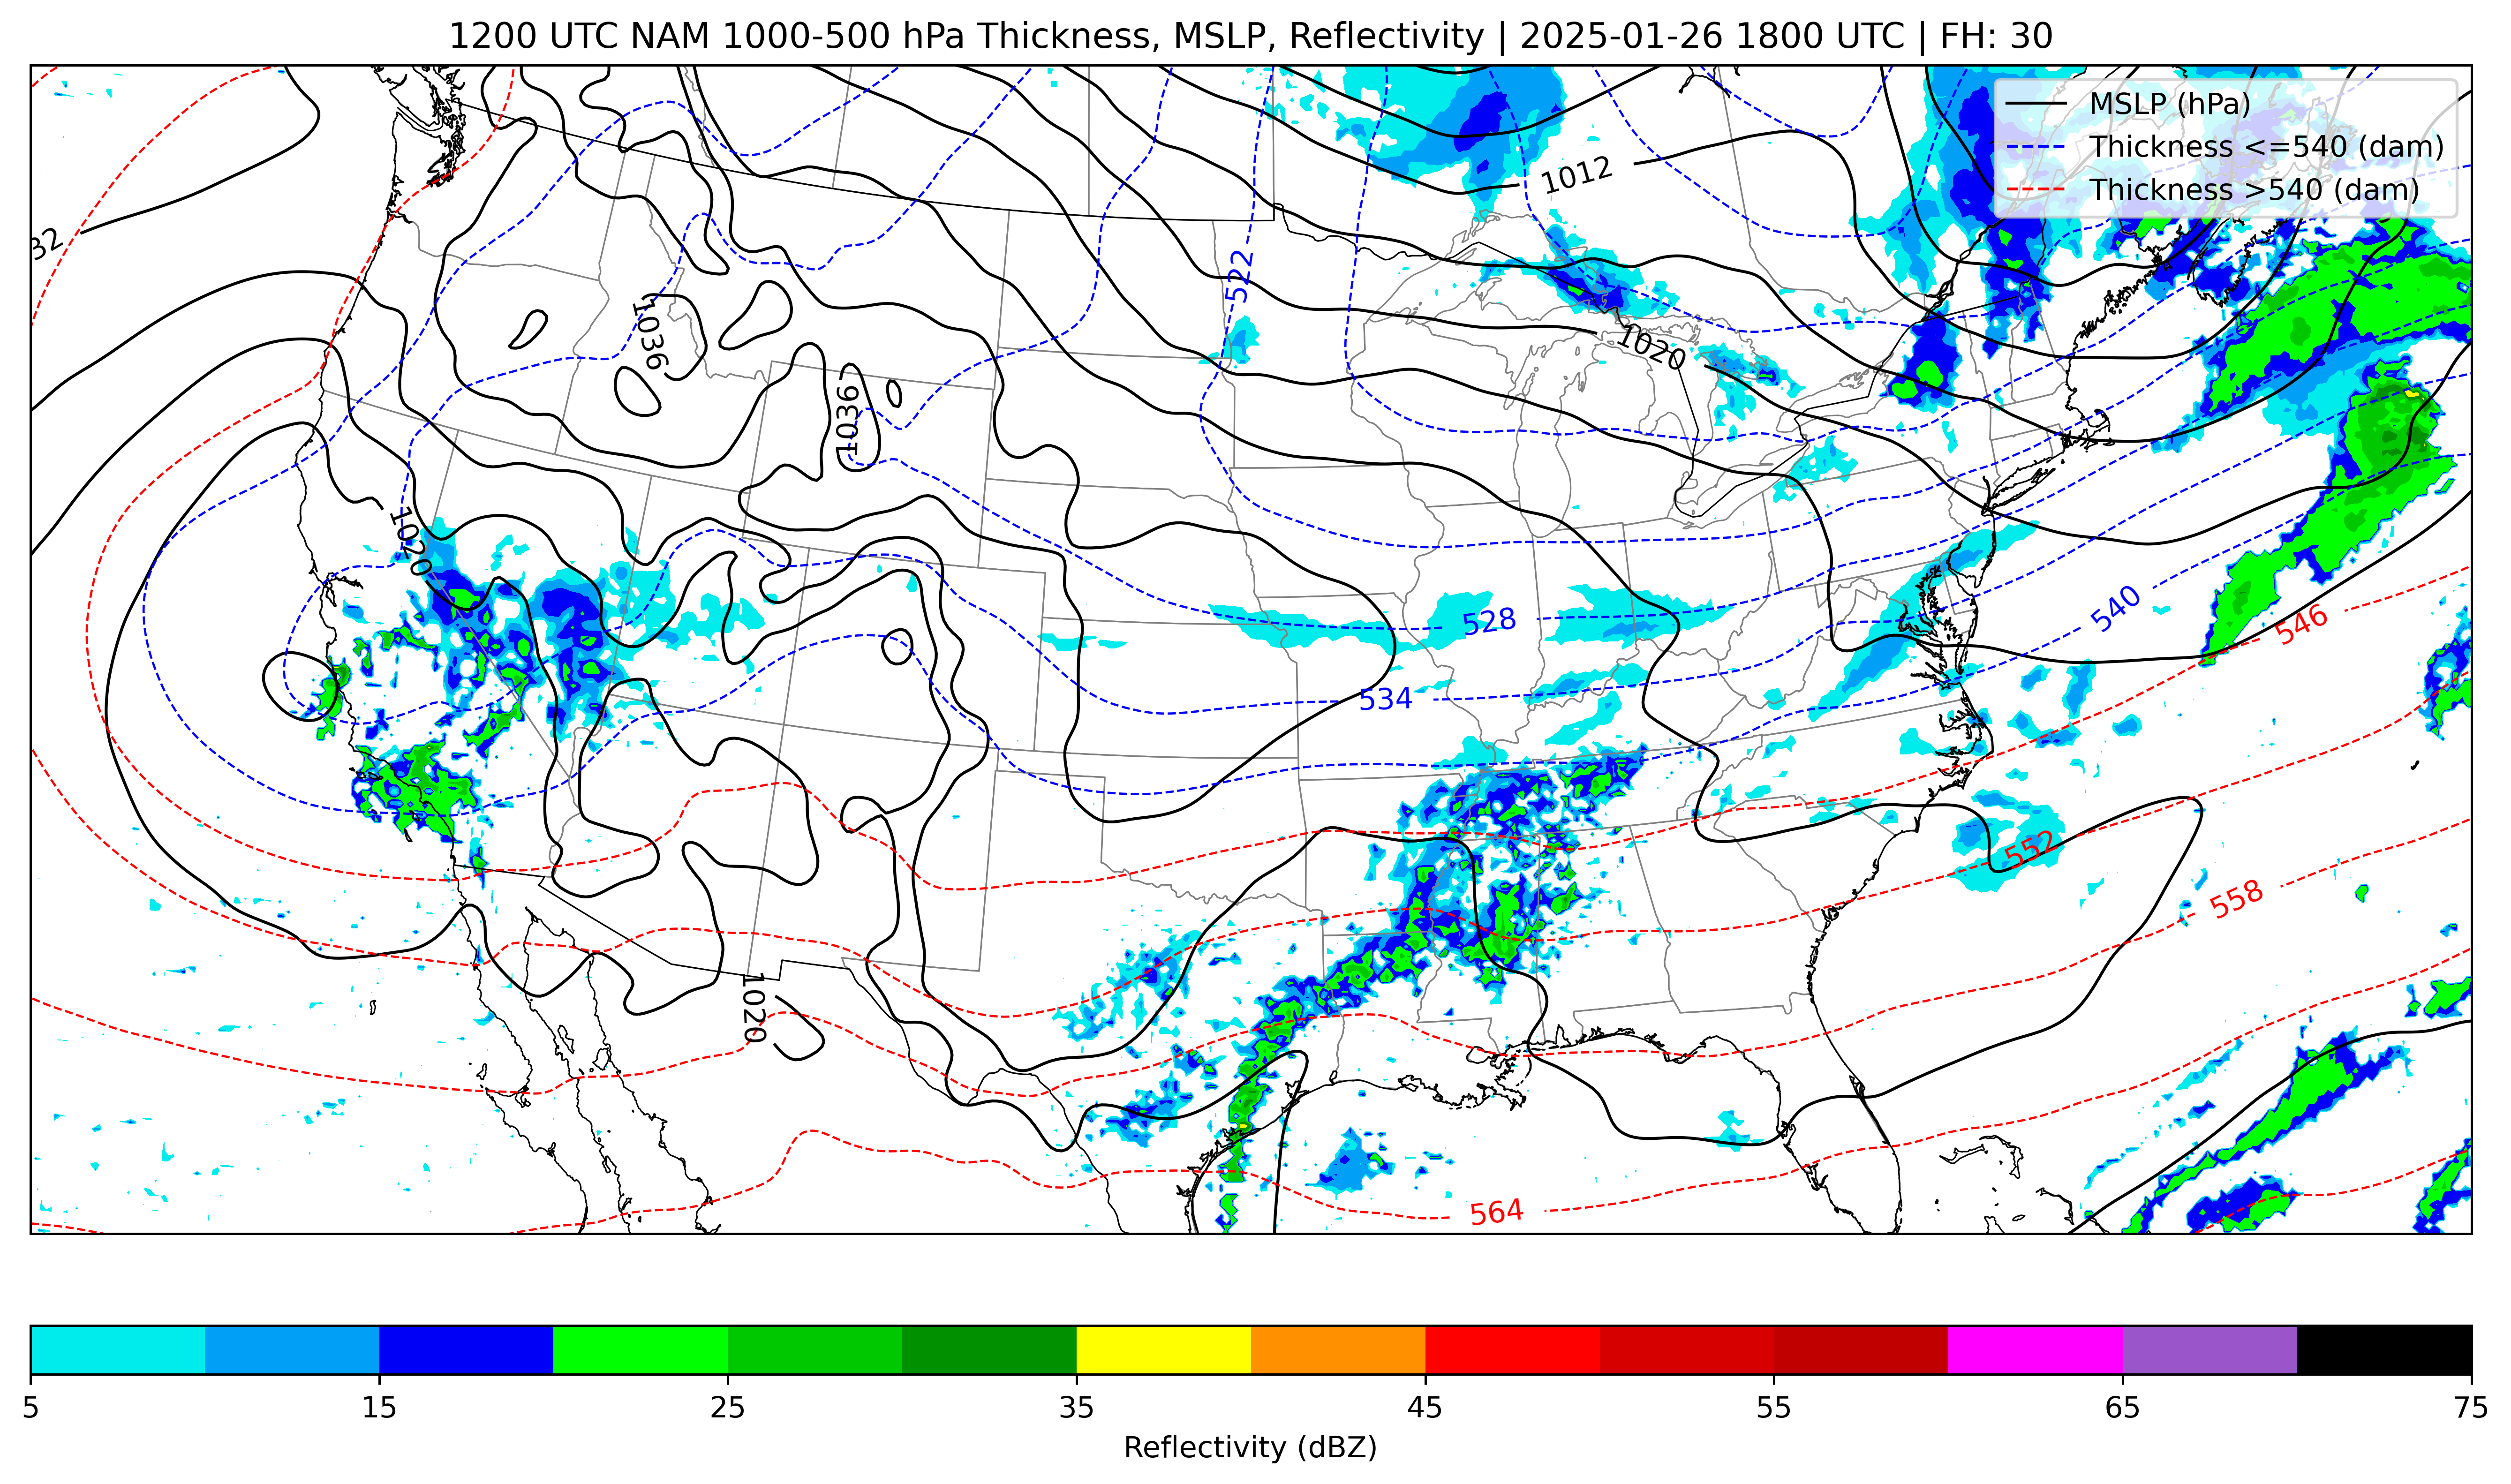 1200 UTC NAM 1000-500 hPa Thickness, MSLP, Reflectivity | 2025-01-26 1800 UTC | FH: 30
MSLP (hPa)
Thickness <=540 (dam)
Thickness >540 (dam)
1012
32
522
1036
1020
1036
1020
528
540
546
534
552
558
1020
564
5 15 25 35 45 55 65 75
Reflectivity (dBZ)